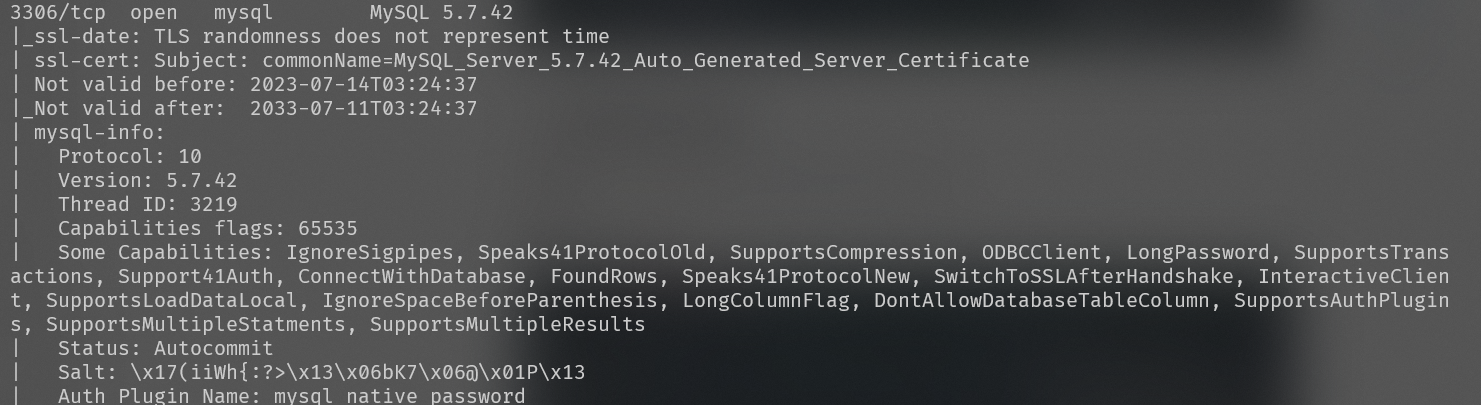 3306/tcp  open   mysql         MySQL 5.7.42
|_ssl-date: TLS randomness does not represent time
| ssl-cert: Subject: commonName=MySQL_Server_5.7.42_Auto_Generated_Server_Certificate
| Not valid before: 2023-07-14T03:24:37
|_Not valid after:  2033-07-11T03:24:37
| mysql-info:
|   Protocol: 10
|   Version: 5.7.42
|   Thread ID: 3219
|   Capabilities flags: 65535
|   Some Capabilities: IgnoreSigpipes, Speaks41ProtocolOld, SupportsCompression, ODBCClient, LongPassword, SupportsTrans
actions, Support41Auth, ConnectWithDatabase, FoundRows, Speaks41ProtocolNew, SwitchToSSLAfterHandshake, InteractiveClien
t, SupportsLoadDataLocal, IgnoreSpaceBeforeParenthesis, LongColumnFlag, DontAllowDatabaseTableColumn, SupportsAuthPlugin
s, SupportsMultipleStatments, SupportsMultipleResults
|   Status: Autocommit
|   Salt: \x17(iiWh{:?>\x13\x06bK7\x06@\x01P\x13
|   Auth Plugin Name: mysql_native_password